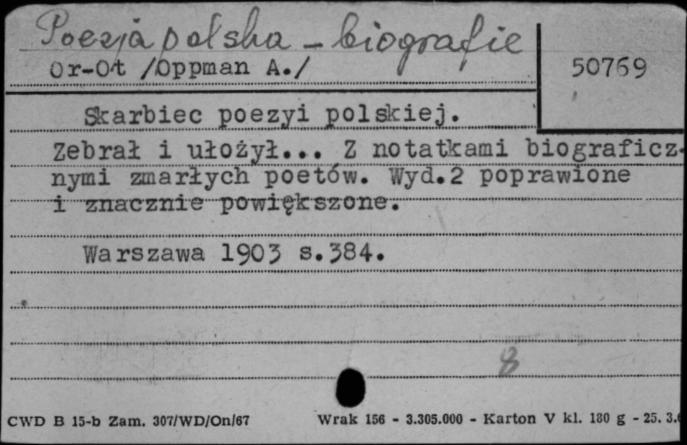 Poezja polska - biografie
Or-Ot /Oppman A./
50769
Skarbiec poezyi polskiej.
Zebrał i ułożył... Z notatkami biograficz-
nymi zmarłych poetów. Wyd.2 poprawione
i znacznie powiększone.
Warszawa 1903 s.384.
8
CWD B 15-b Zam. 307/WD/On/67
Wrak 156 - 3.305.000 - Karton V kl. 180 g - 25. 3.